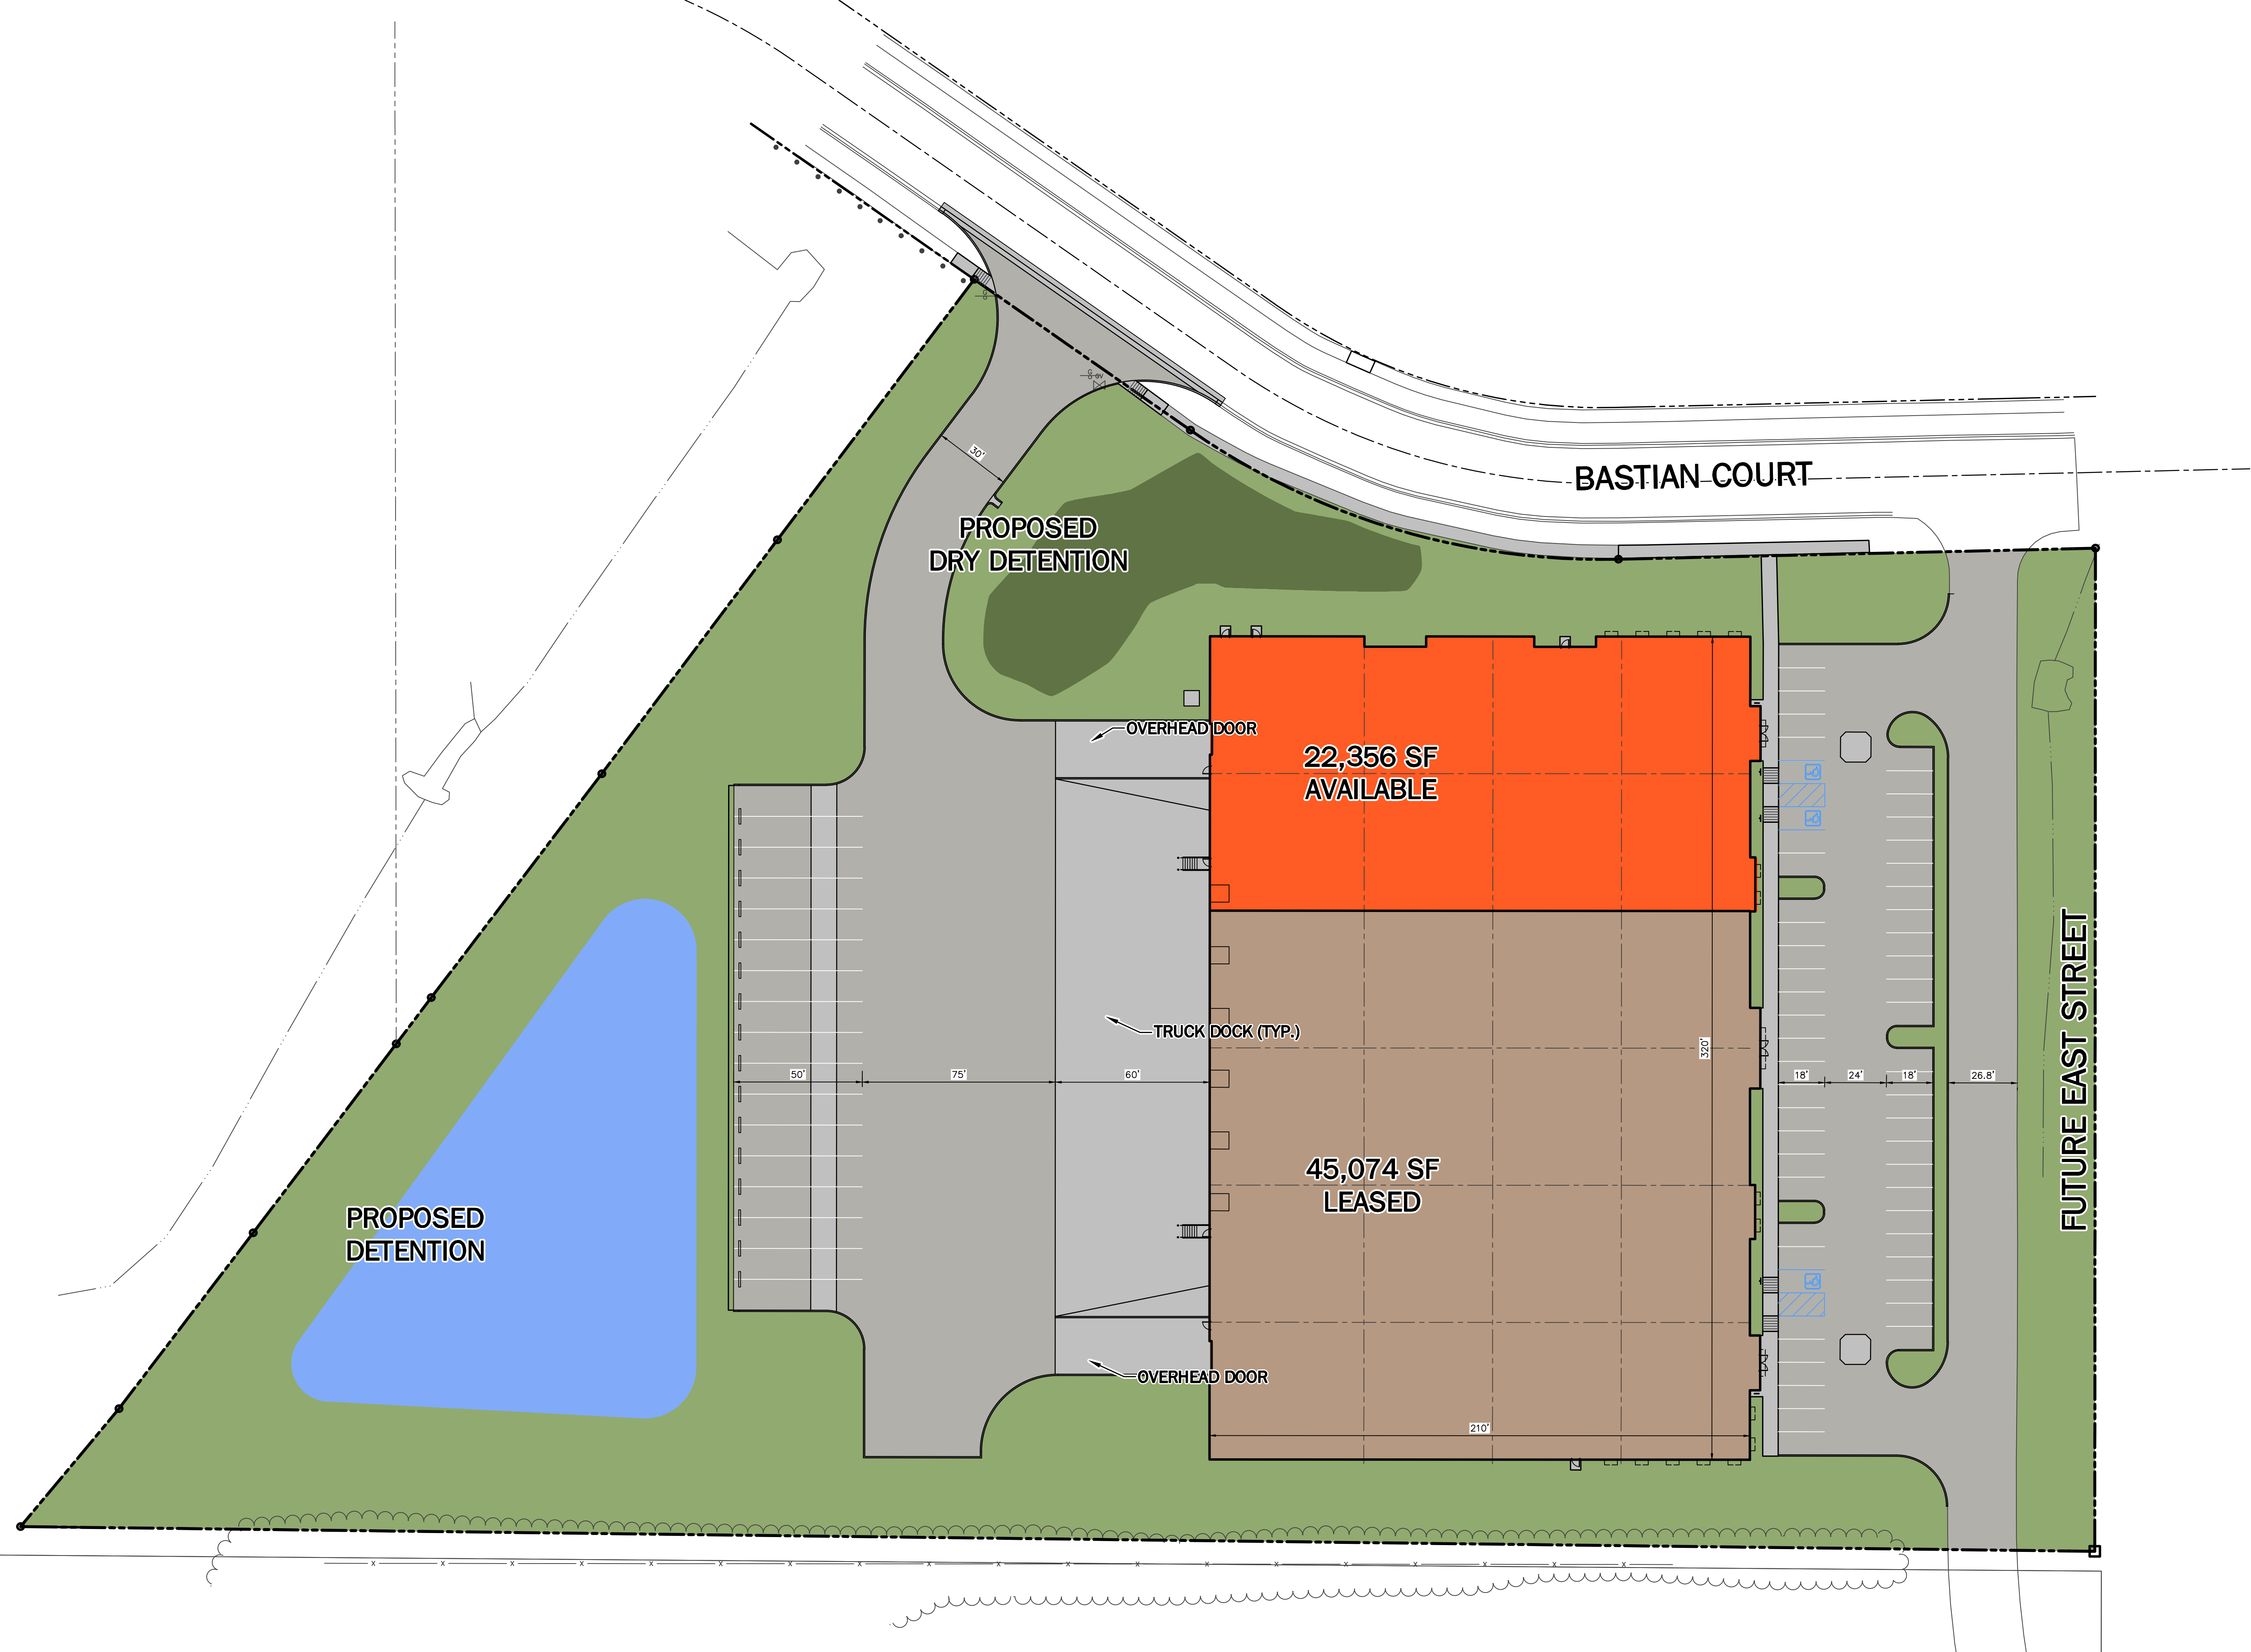 BASTIAN COURT
30'
PROPOSED
DRY DETENTION
OVERHEAD DOOR
22,356 SF
AVAILABLE
TRUCK DOCK (TYP.)
50'
75'
60'
320'
18'
24'
18'
26.8'
FUTURE EAST STREET
45,074 SF
LEASED
PROPOSED
DETENTION
OVERHEAD DOOR
210'